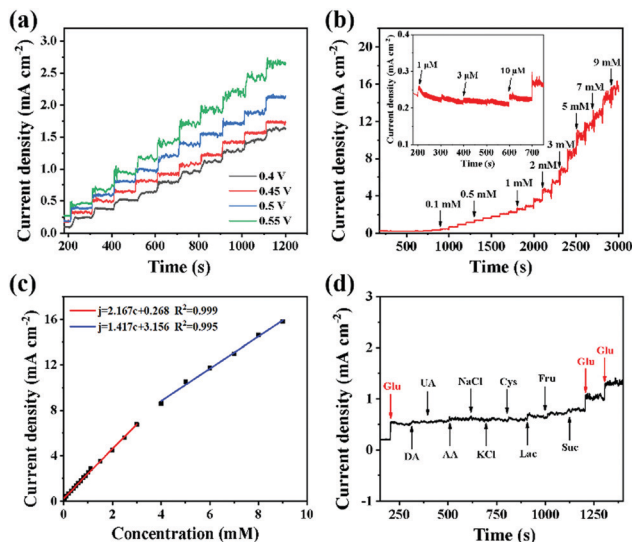 (a)
Current density (mA cm⁻²)
3.0
2.5
2.0
1.5
1.0
0.5
0.0
200 400 600 800 1000 1200
Time (s)
0.4 V
0.45 V
0.5 V
0.55 V
(b)
Current density (mA cm⁻²)
20
16
12
8
4
0
500 1000 1500 2000 2500 3000
Time (s)
0.1 mM
0.5 mM
1 mM
2 mM
3 mM
5 mM
7 mM
9 mM
Current density (mA cm⁻²)
0.4
0.3
0.2
0.1
200 300 400 500 600 700 800
Time (s)
1 μM
3 μM
10 μM
(c)
j=2.167c+0.268 R²=0.999
j=1.417c+3.156 R²=0.995
Current density (mA cm⁻²)
16
12
8
4
0
0 2 4 6 8 10
Concentration (mM)
(d)
Current density (mA cm⁻²)
3
2
1
0
-1
250 500 750 1000 1250
Time (s)
Glu
DA
UA
AA
NaCl
KCl
Cys
Lac
Fru
Suc
Glu
Glu